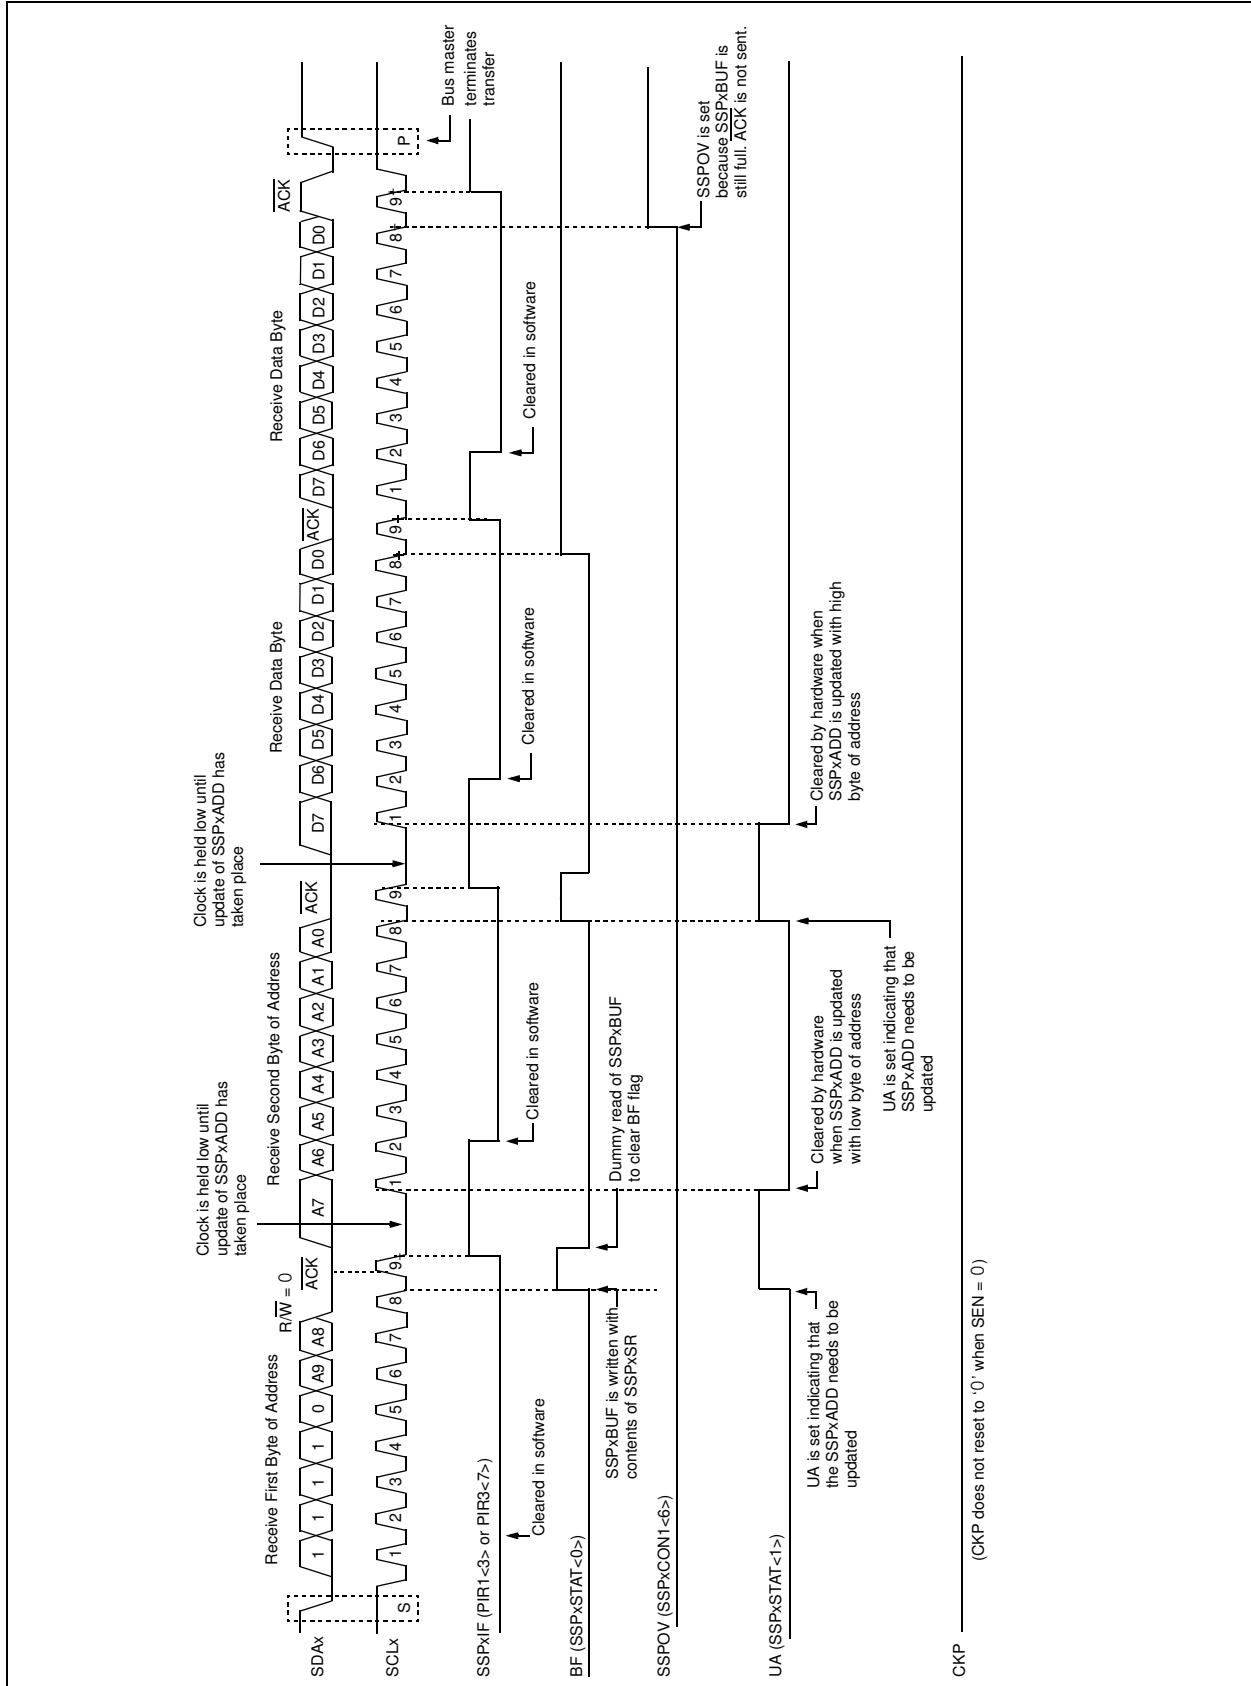 Receive First Byte of Address
R/W = 0
ACK
Clock is held low until
update of SSPxADD has
taken place
Receive Second Byte of Address
ACK
Clock is held low until
update of SSPxADD has
taken place
Receive Data Byte
ACK
Receive Data Byte
ACK
SDAx
1 1 1 1 0 A9 A8
A7 A6 A5 A4 A3 A2 A1 A0
D7 D6 D5 D4 D3 D2 D1 D0
D7 D6 D5 D4 D3 D2 D1 D0
SCLx
S
1 2 3 4 5 6 7 8 9
1 2 3 4 5 6 7 8 9
1 2 3 4 5 6 7 8 9
1 2 3 4 5 6 7 8 9
P
Bus master
terminates
transfer
SSPxIF (PIR1<3> or PIR3<7>)
Cleared in software
Cleared in software
Cleared in software
Cleared in software
BF (SSPxSTAT<0>)
SSPxBUF is written with
contents of SSPxSR
Dummy read of SSPxBUF
to clear BF flag
SSPOV (SSPxCON1<6>)
SSPOV is set
because SSPxBUF is
still full. ACK is not sent.
UA (SSPxSTAT<1>)
UA is set indicating that
the SSPxADD needs to be
updated
Cleared by hardware
when SSPxADD is updated
with low byte of address
UA is set indicating that
SSPxADD needs to be
updated
Cleared by hardware when
SSPxADD is updated with high
byte of address
CKP
(CKP does not reset to ‘0’ when SEN = 0)